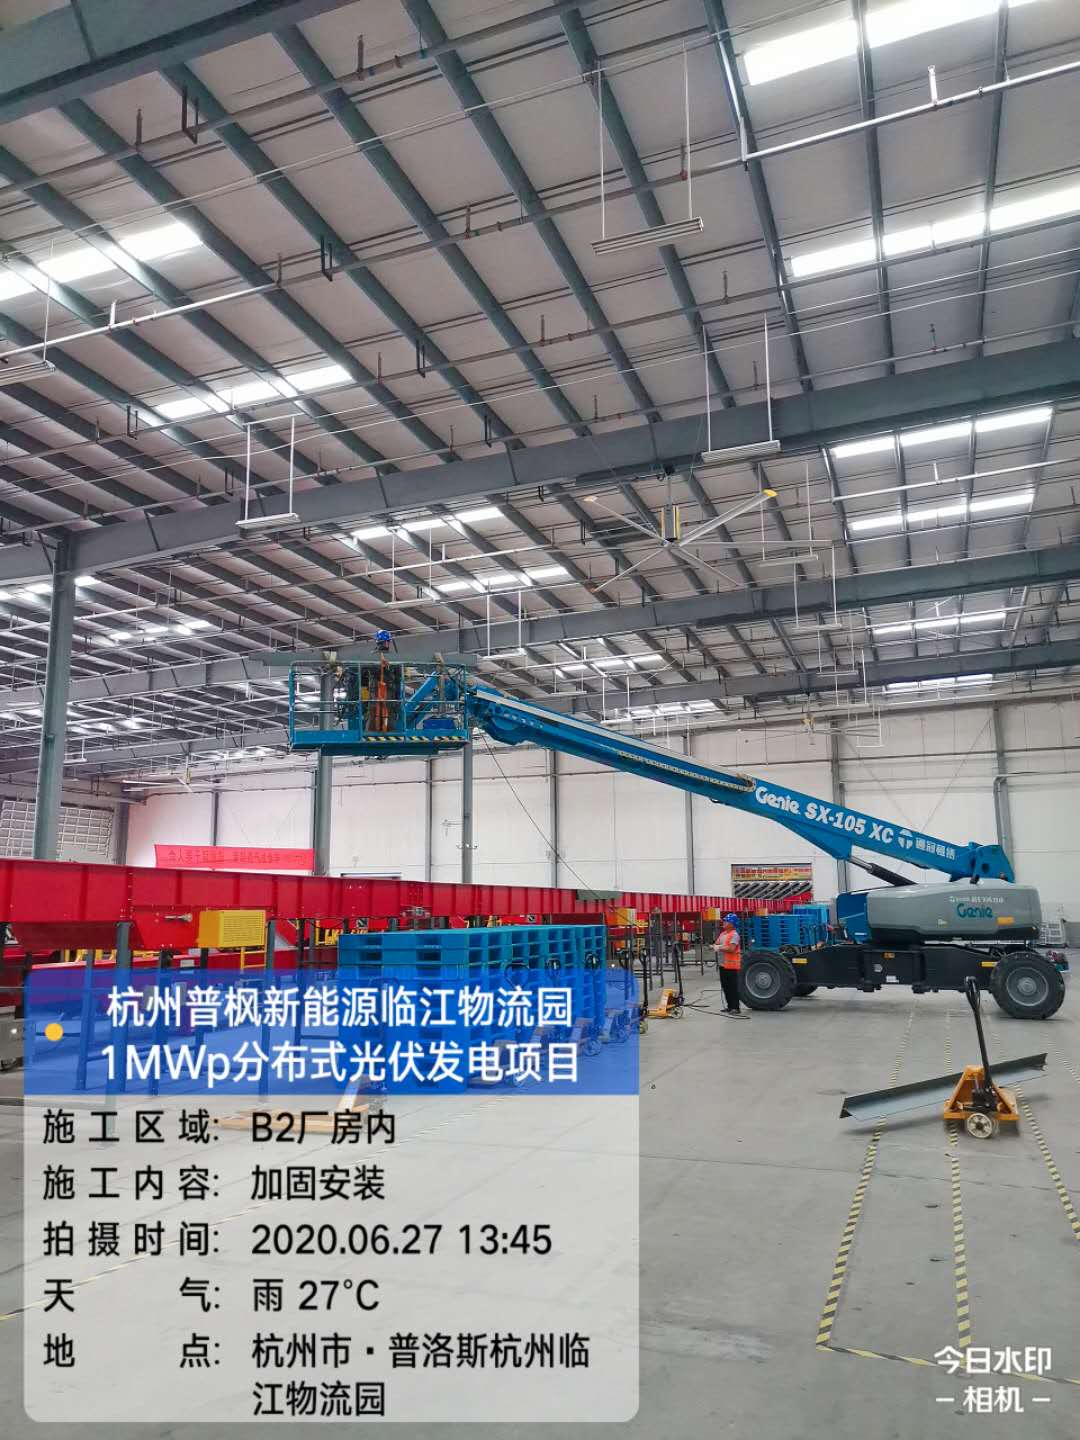 Genie SX-105 XC
Genie
杭州普枫新能源临江物流园
1MWp分布式光伏发电项目
施工区域: B2厂房内
施工内容: 加固安装
拍摄时间: 2020.06.27 13:45
天气: 雨 27°C
地点: 杭州市·普洛斯杭州临
江物流园
今日水印
相机